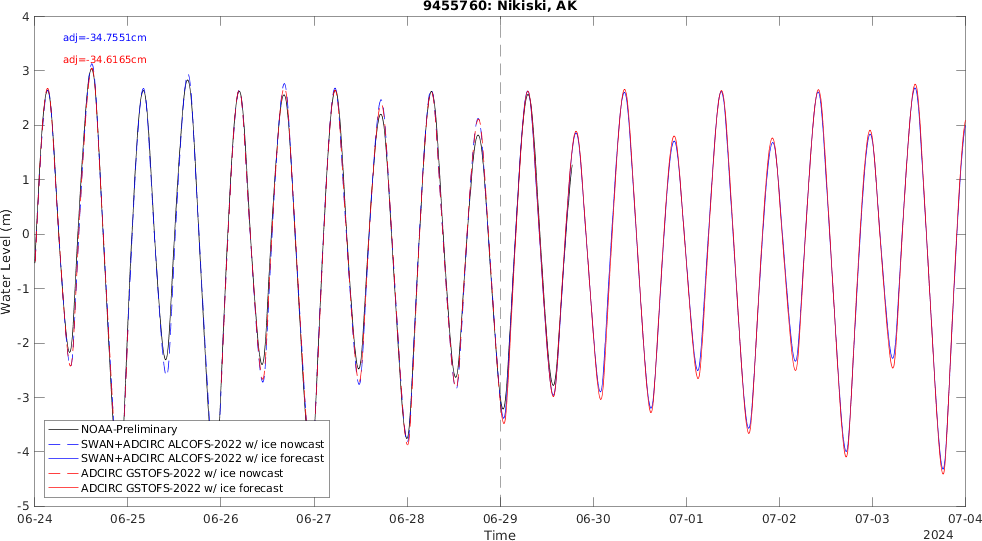 9455760: Nikiski, AK
adj=-34.7551cm
adj=-34.6165cm
Water Level (m)
4
3
2
1
0
-1
-2
-3
-4
-5
NOAA-Preliminary
SWAN+ADCIRC ALCOFS-2022 w/ ice nowcast
SWAN+ADCIRC ALCOFS-2022 w/ ice forecast
ADCIRC GSTOFS-2022 w/ ice nowcast
ADCIRC GSTOFS-2022 w/ ice forecast
06-24 06-25 06-26 06-27 06-28 06-29 06-30 07-01 07-02 07-03 07-04
Time
2024